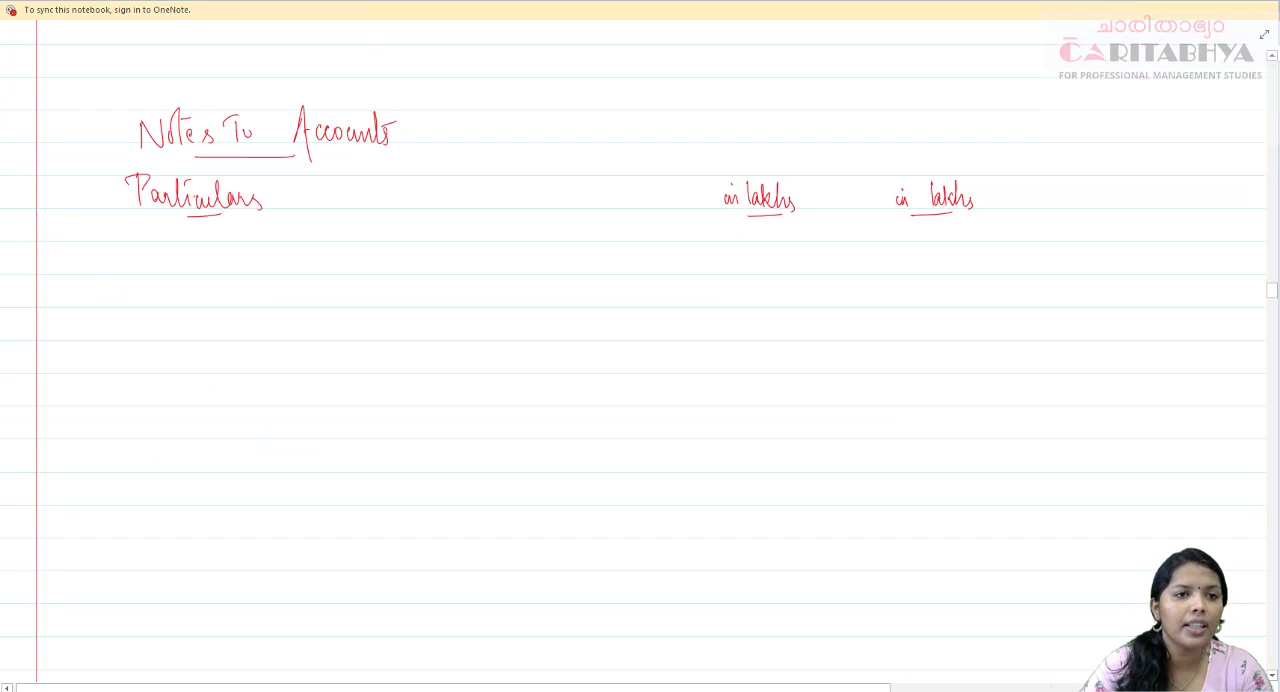 To sync this notebook, sign in to OneNote.
ചാരിതാഭ്യാ
CĀRITABHYA
FOR PROFESSIONAL MANAGEMENT STUDIES
Notes To Accounts
Particulars in lakhs in lakhs